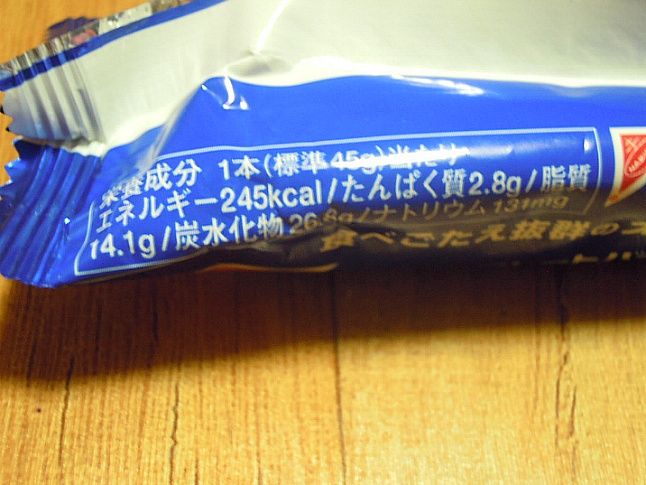 栄養成分 1本(標準45g)当たり
エネルギー245kcal/たんぱく質2.8g/脂質
14.1g/炭水化物26.8g/ナトリウム131mg
食べごたえ抜群の